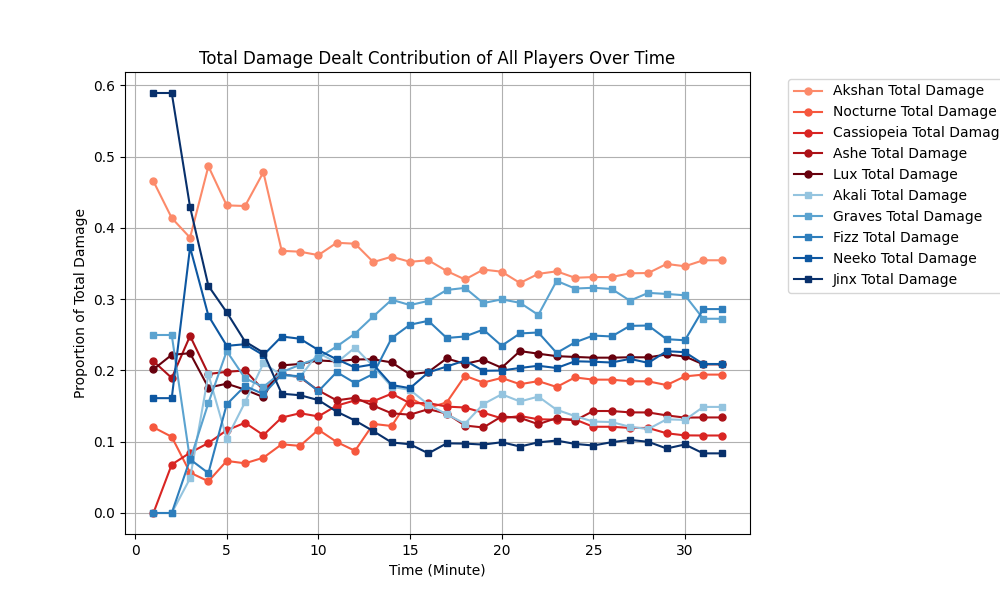 Total Damage Dealt Contribution of All Players Over Time
Proportion of Total Damage
0.6
0.5
0.4
0.3
0.2
0.1
0.0
0
5
10
15
20
25
30
Time (Minute)
Akshan Total Damage
Nocturne Total Damage
Cassiopeia Total Damag
Ashe Total Damage
Lux Total Damage
Akali Total Damage
Graves Total Damage
Fizz Total Damage
Neeko Total Damage
Jinx Total Damage